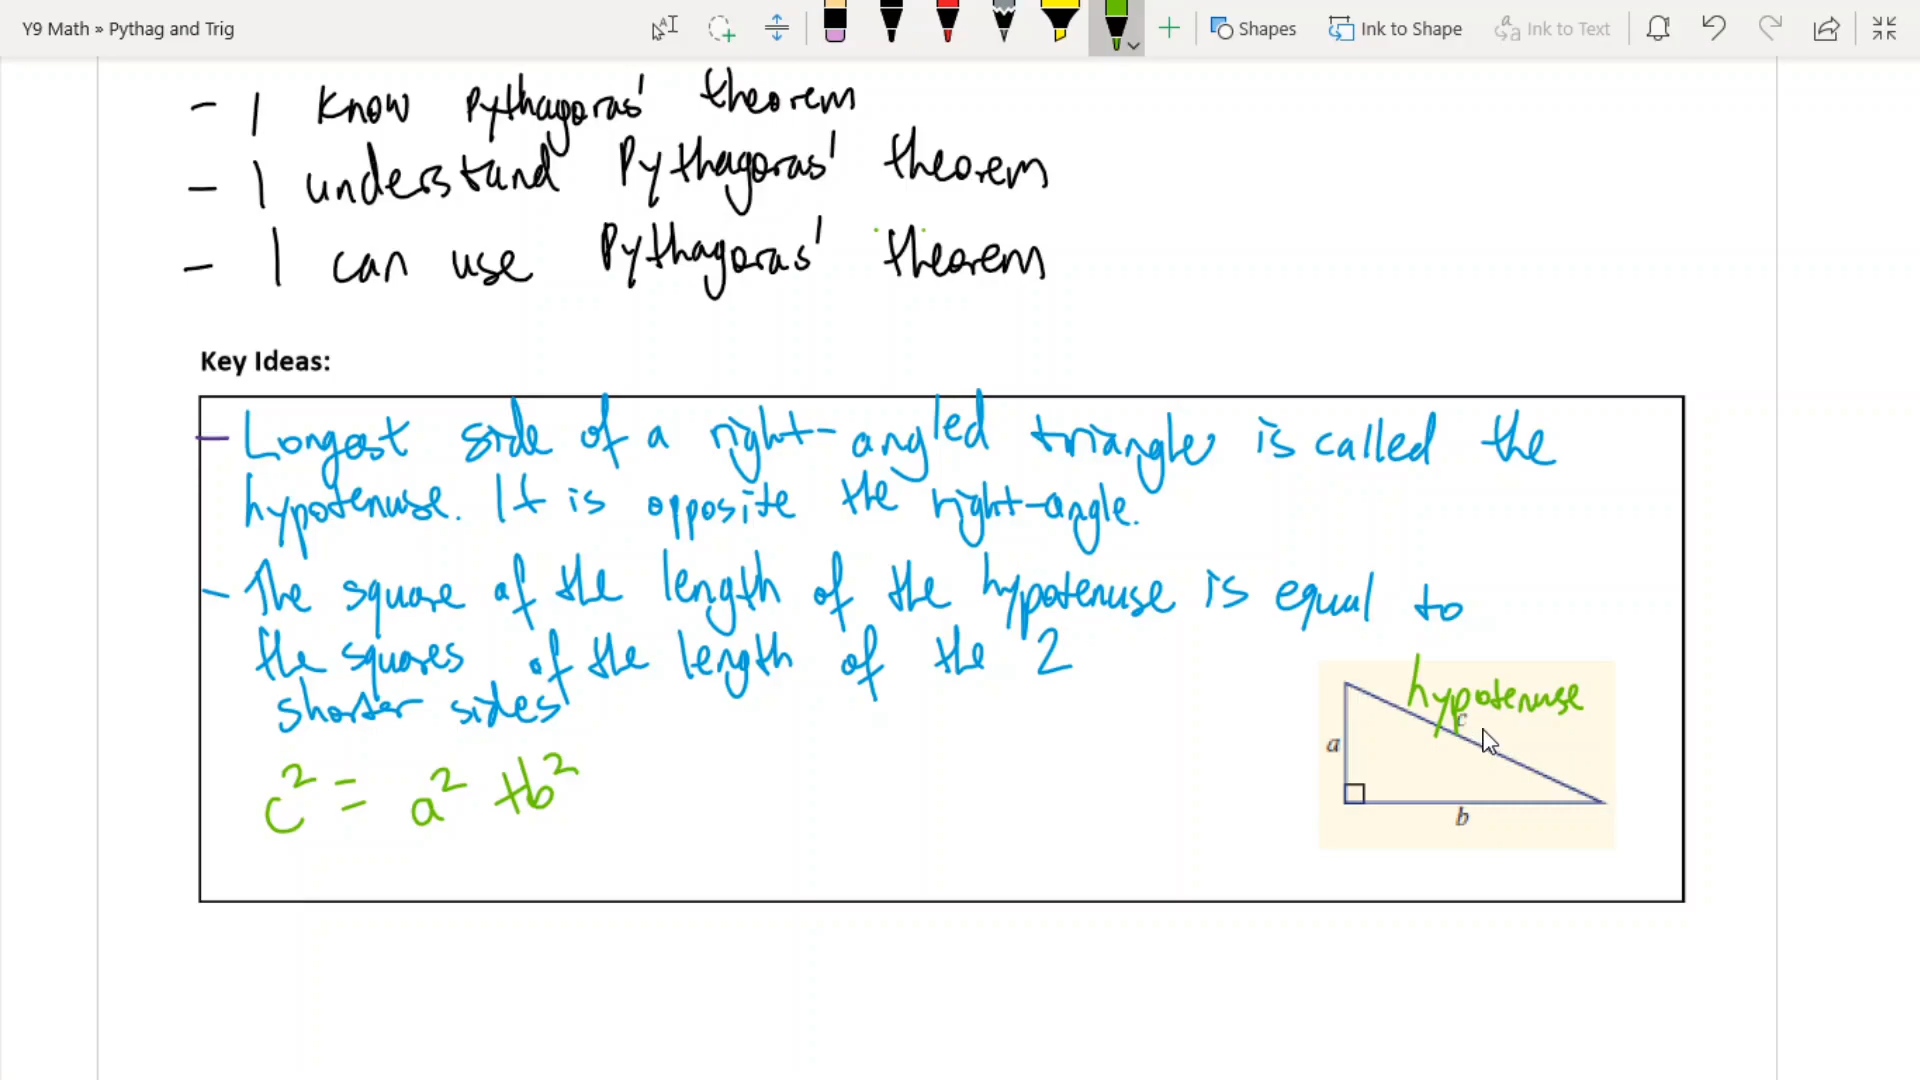 Y9 Math » Pythag and Trig
Shapes
Ink to Shape
Ink to Text
- I know Pythagoras' theorem
- I understand Pythagoras' theorem
- I can use Pythagoras' theorem
Key Ideas:
- Longest side of a right-angled triangle is called the
hypotenuse. It is opposite the right-angle.
- The square of the length of the hypotenuse is equal to
the squares of the length of the 2
shorter sides
c² = a² + b²
hypotenuse
c
a
b